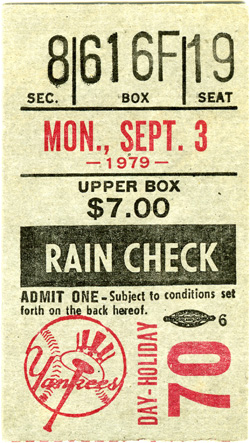 8 | 61 6F | 19
SEC. BOX SEAT
MON., SEPT. 3
—1979—
UPPER BOX
$7.00
RAIN CHECK
ADMIT ONE - Subject to conditions set
forth on the back hereof.
6
Yankees
DAY-HOLIDAY
70